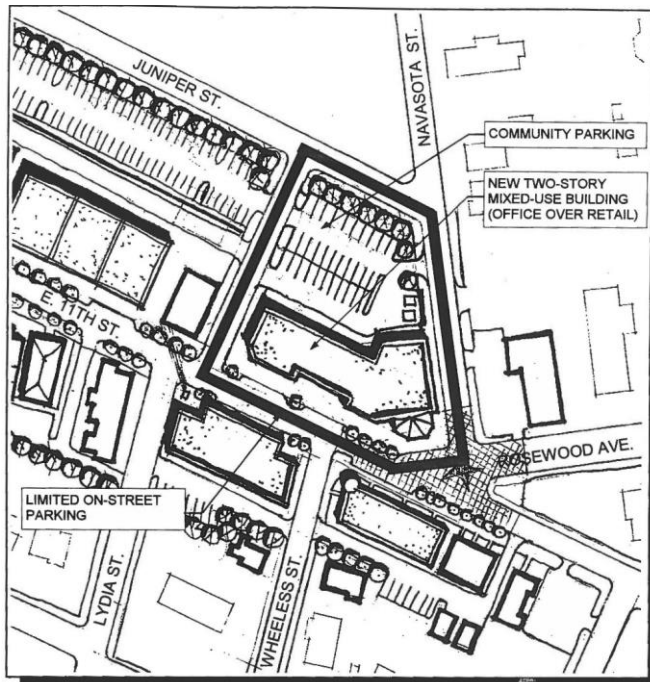 JUNIPER ST.
NAVASOTA ST.
COMMUNITY PARKING
NEW TWO-STORY
MIXED-USE BUILDING
(OFFICE OVER RETAIL)
E. 11TH ST.
ROSEWOOD AVE.
LIMITED ON-STREET
PARKING
LYDIA ST.
WHEELESS ST.